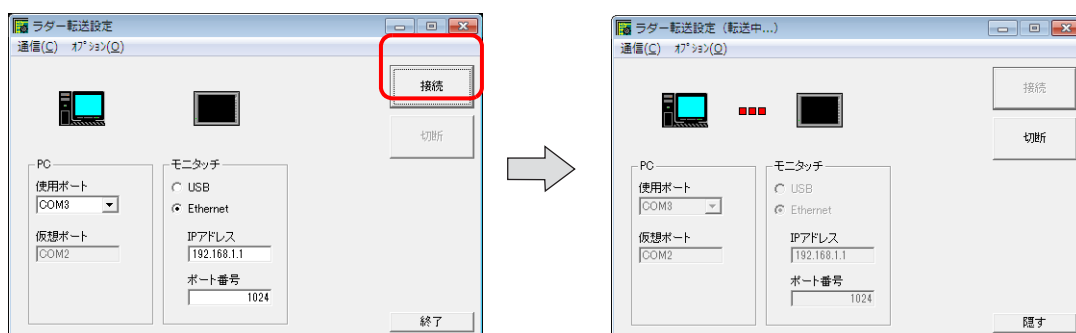 ラダー転送設定
通信(C) オプション(O)
接続
切断
PC
使用ポート
COM3
仮想ポート
COM2
モニタッチ
USB
Ethernet
IPアドレス
192.168.1.1
ポート番号
1024
終了
ラダー転送設定（転送中...）
通信(C) オプション(O)
接続
切断
PC
使用ポート
COM3
仮想ポート
COM2
モニタッチ
USB
Ethernet
IPアドレス
192.168.1.1
ポート番号
1024
隠す